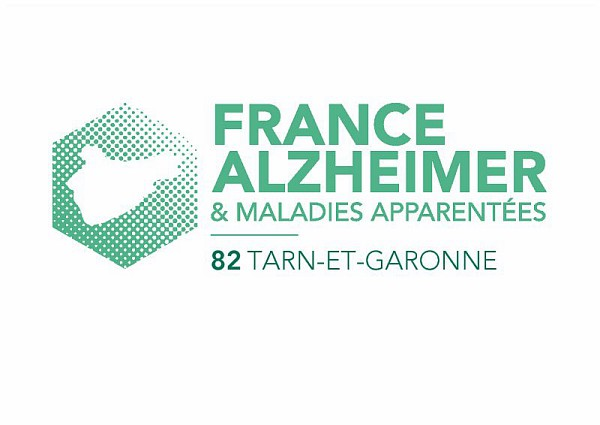 FRANCE
ALZHEIMER
& MALADIES APPARENTÉES
82 TARN-ET-GARONNE